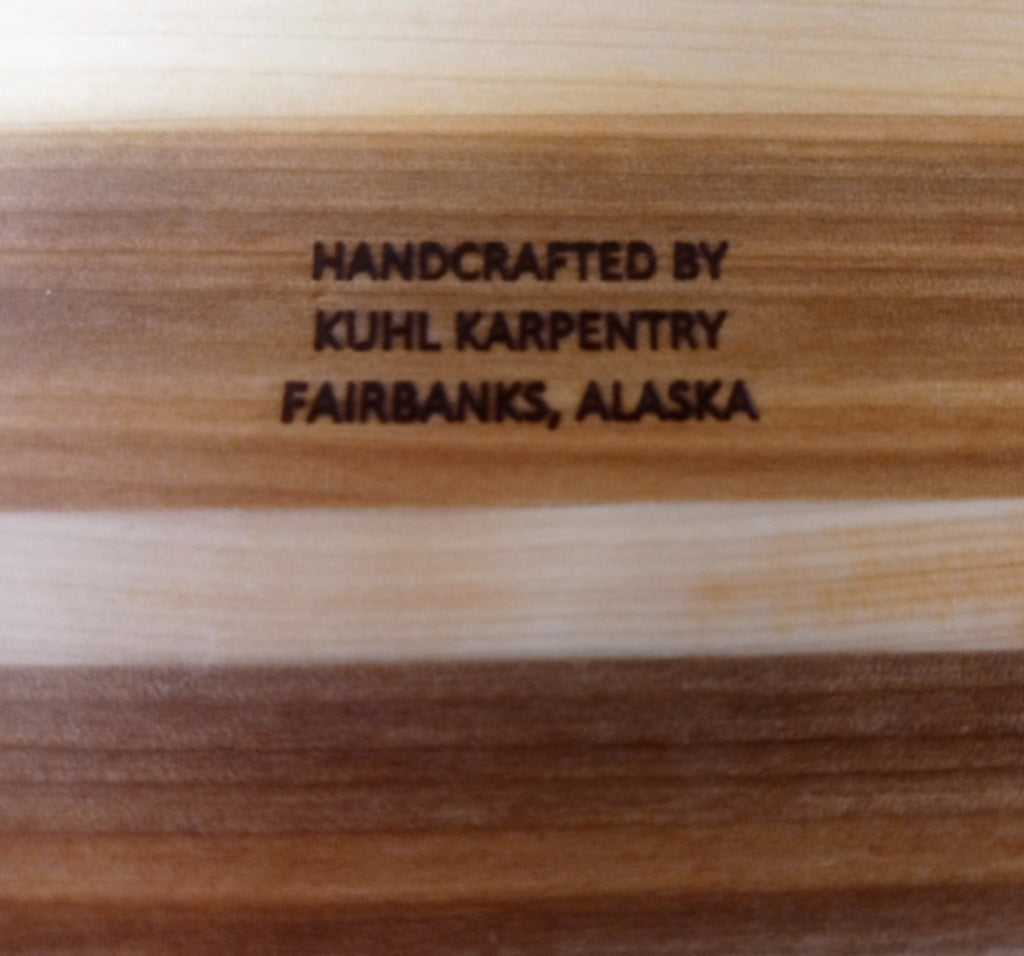 HANDCRAFTED BY
KUHL KARPENTRY
FAIRBANKS, ALASKA